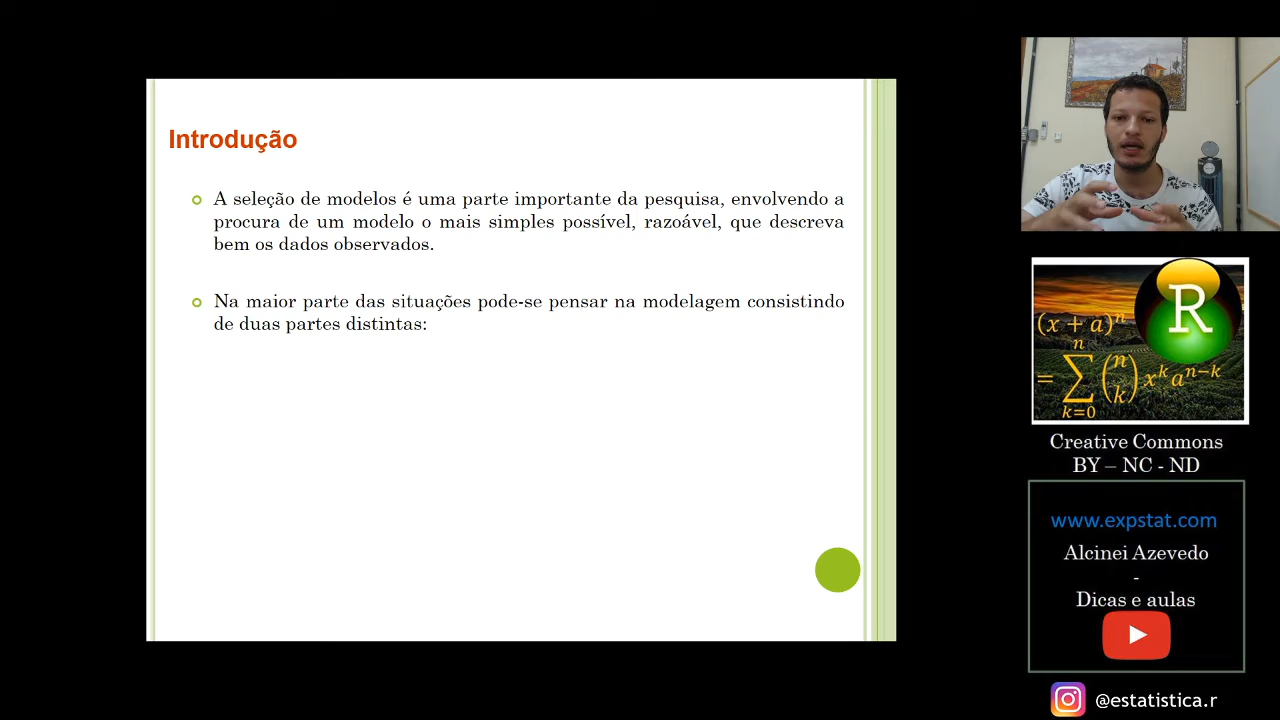 Introdução
A seleção de modelos é uma parte importante da pesquisa, envolvendo a
procura de um modelo o mais simples possível, razoável, que descreva
bem os dados observados.
Na maior parte das situações pode-se pensar na modelagem consistindo
de duas partes distintas:
R
(x + a)^n
= ∑_{k=0}^{n} (n k) x^k a^{n-k}
Creative Commons
BY – NC - ND
www.expstat.com
Alcinei Azevedo
-
Dicas e aulas
@estatistica.r